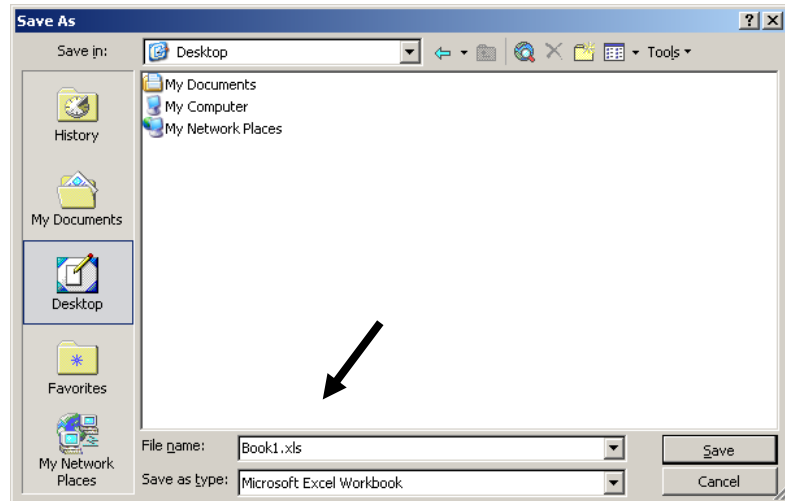 Save As
Save in: Desktop Tools
My Documents
My Computer
My Network Places
History
My Documents
Desktop
Favorites
My Network
Places
File name: Book1.xls Save
Save as type: Microsoft Excel Workbook Cancel